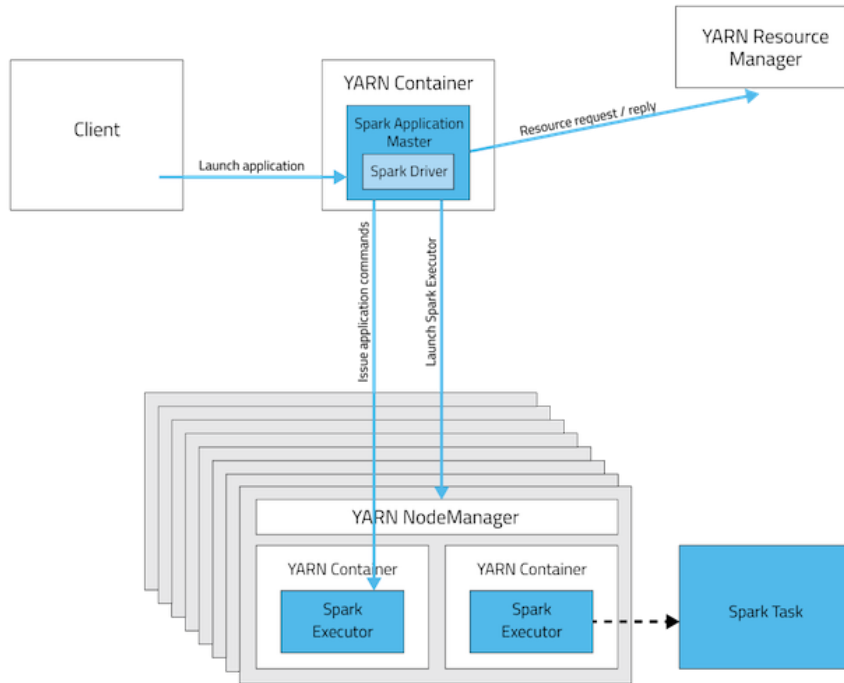 YARN Resource
Manager
YARN Container
Client
Spark Application
Master
Spark Driver
Launch application
Resource request / reply
Issue application commands
Launch Spark Executor
YARN NodeManager
YARN Container
Spark
Executor
YARN Container
Spark
Executor
Spark Task